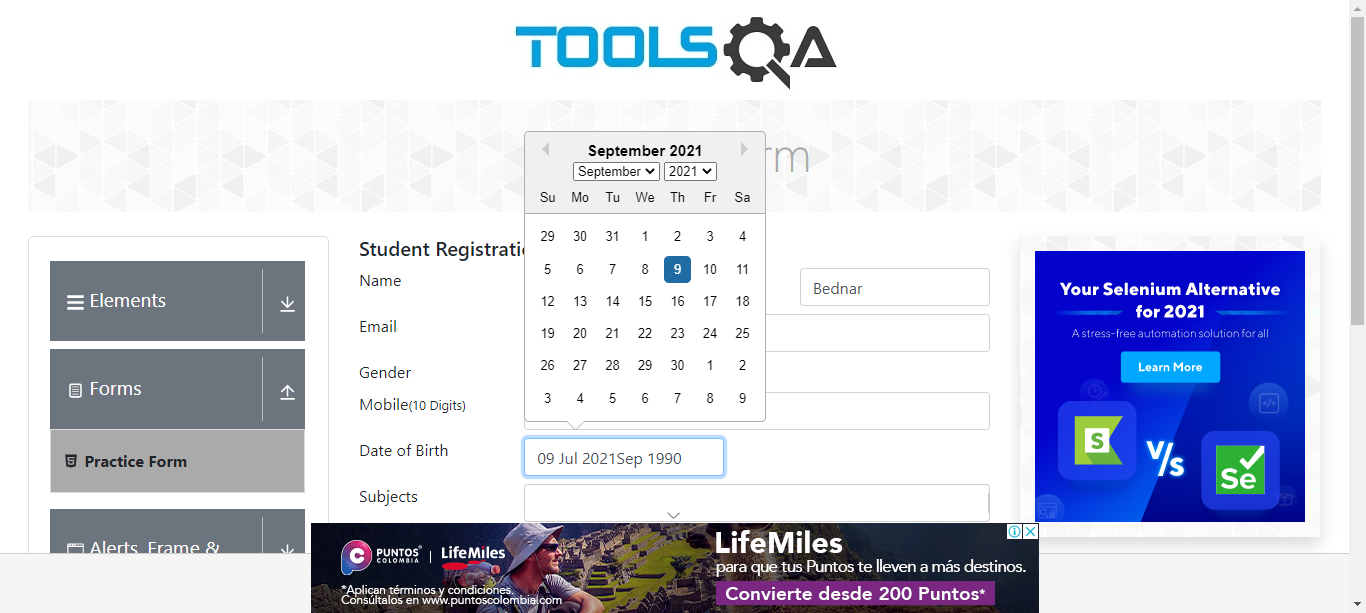 TOOLSQA
rm
September 2021
September 2021
Su Mo Tu We Th Fr Sa
29 30 31 1 2 3 4
5 6 7 8 9 10 11
12 13 14 15 16 17 18
19 20 21 22 23 24 25
26 27 28 29 30 1 2
3 4 5 6 7 8 9
Elements
Forms
Practice Form
Alerts, Frame &
Student Registrati
Name
Bednar
Email
Gender
Mobile(10 Digits)
Date of Birth
09 Jul 2021Sep 1990
Subjects
Your Selenium Alternative
for 2021
A stress-free automation solution for all
Learn More
S
V/s
Se
PUNTOS
COLOMBIA
LifeMiles
*Aplican términos y condiciones.
Consúltalos en www.puntoscolombia.com
LifeMiles
para que tus Puntos te lleven a más destinos.
Convierte desde 200 Puntos*